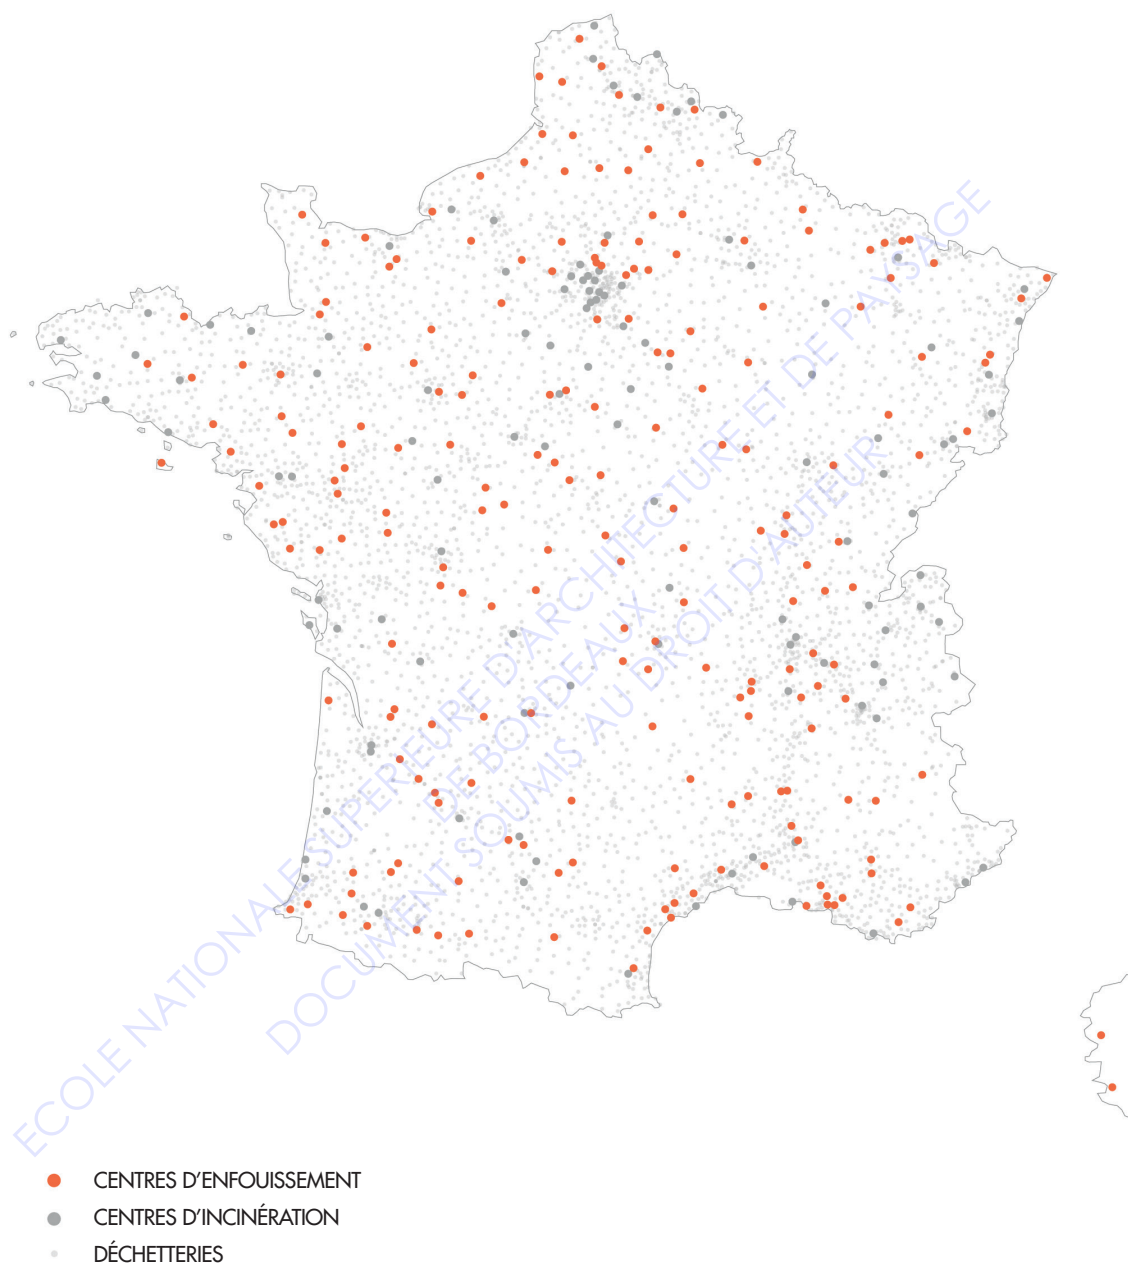 ECOLE NATIONALE SUPERIEURE D'ARCHITECTURE ET DE PAYSAGE
DE BORDEAUX
DOCUMENT SOUMIS AU DROIT D'AUTEUR
CENTRES D'ENFOUISSEMENT
CENTRES D'INCINÉRATION
DÉCHETTERIES